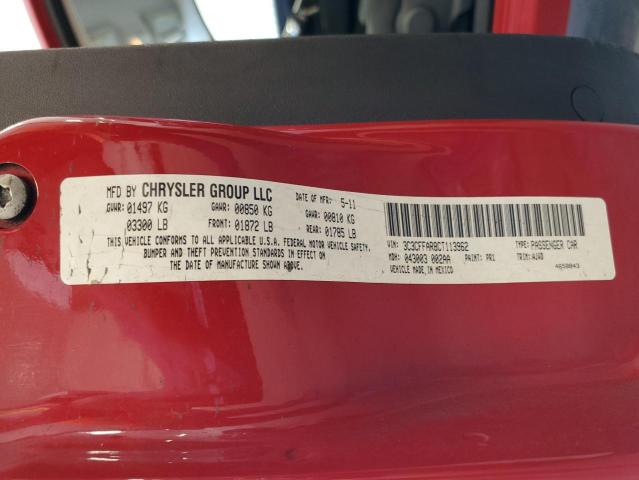 MFD BY CHRYSLER GROUP LLC DATE OF MFR: 5-11
GVWR: 01497 KG GAWR: 00850 KG GAWR: 00810 KG
03300 LB FRONT: 01872 LB REAR: 01785 LB
THIS VEHICLE CONFORMS TO ALL APPLICABLE U.S.A. FEDERAL MOTOR VEHICLE SAFETY,
BUMPER AND THEFT PREVENTION STANDARDS IN EFFECT ON
THE DATE OF MANUFACTURE SHOWN ABOVE.
VIN: 3C3CFFAR9CT113962 TYPE: PASSENGER CAR
MDH: 043003 002AA PAINT: PR1 TRIM: AJAD
VEHICLE MADE IN MEXICO 4658843